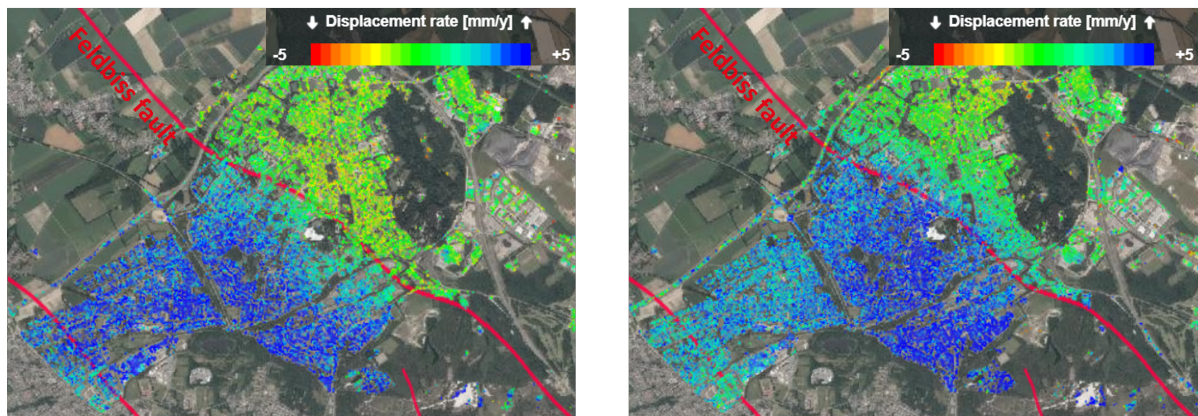 ↓ Displacement rate [mm/y] ↑
-5 +5
Feldbiss fault
↓ Displacement rate [mm/y] ↑
-5 +5
Feldbiss fault